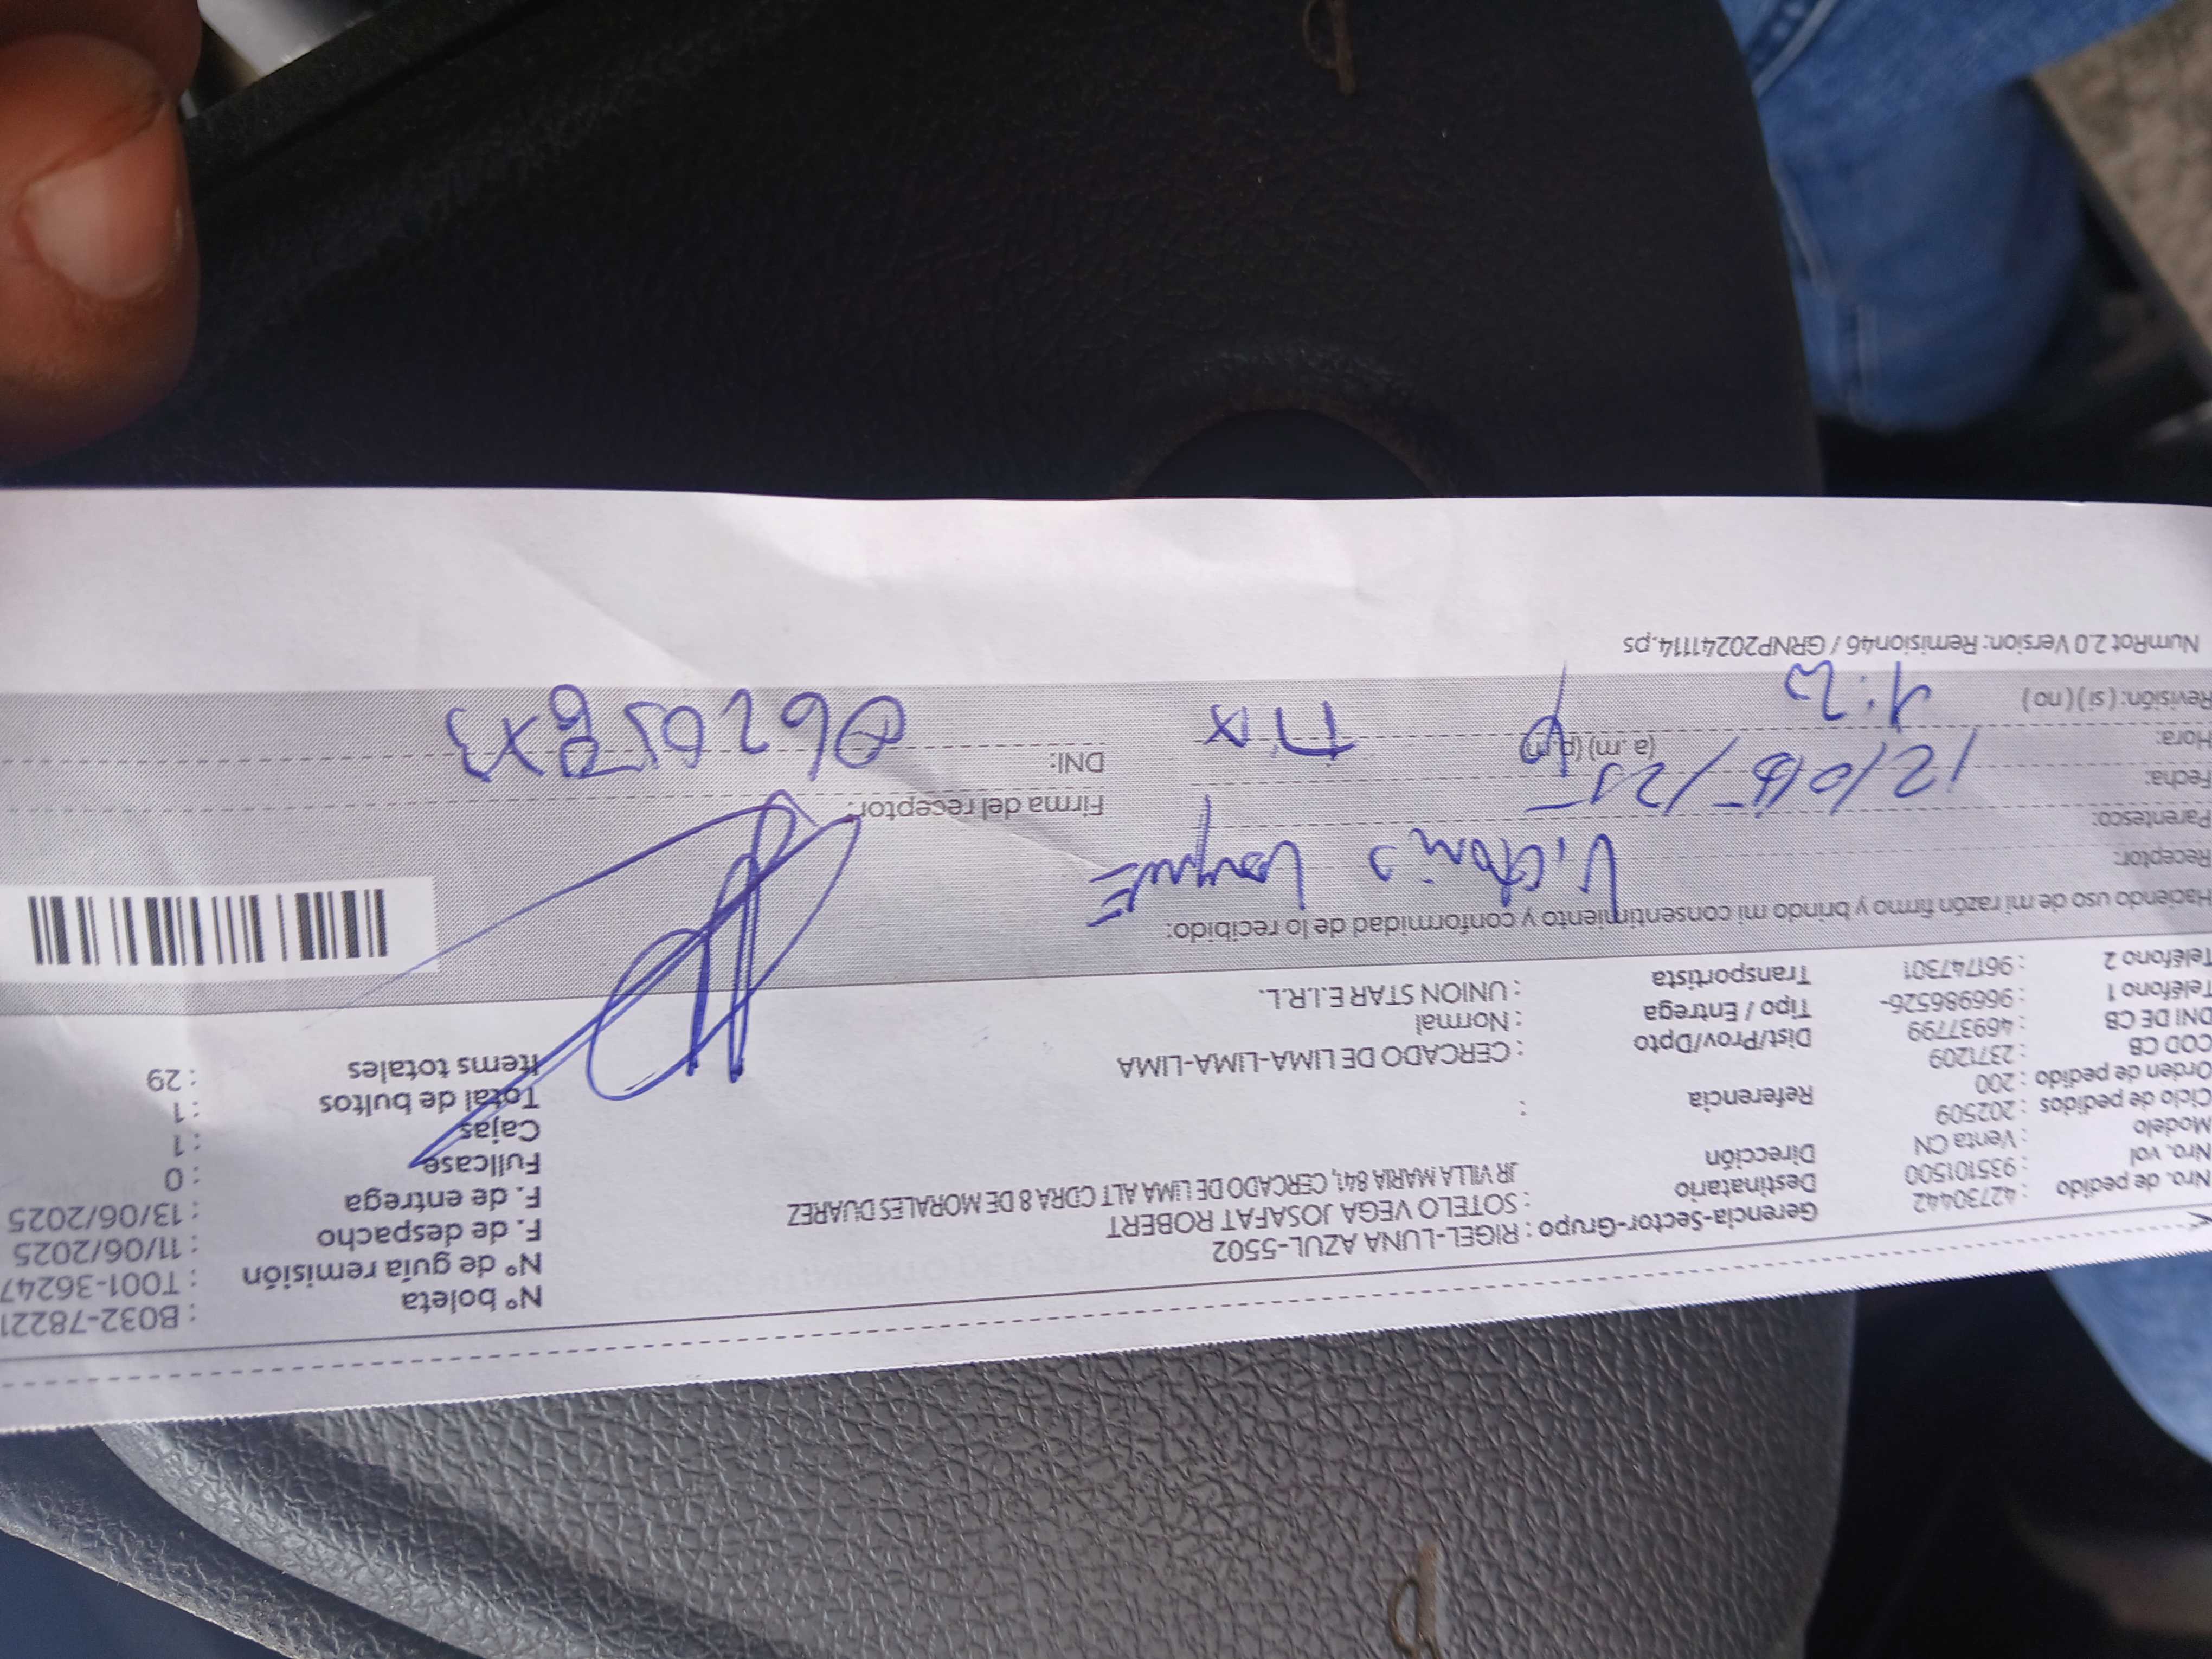 Nº boleta : B032-78221
Nº de guía remisión : T001-36247
Gerencia-Sector-Grupo : RIGEL-LUNA AZUL-5502
F. de despacho : 11/06/2025
Nro. de pedido : 42730442
Destinatario : SOTELO VEGA JOSAFAT ROBERT
F. de entrega : 13/06/2025
Nro. vol : 935101500
Dirección JR VILLA MARIA 841, CERCADO DE LIMA ALT CDRA 8 DE MORALES DUAREZ
Fullcase : 0
Modelo : Venta CN
Cajas : 1
Ciclo de pedidos : 202509
Referencia :
Total de bultos : 1
Orden de pedido : 200
Items totales : 29
COD CB : 2371209
Dist/Prov/Dpto : CERCADO DE LIMA-LIMA-LIMA
DNI DE CB : 46937799
Tipo / Entrega : Normal
Teléfono 1 : 966986526-
Transportista : UNION STAR E.I.R.L.
Teléfono 2 : 961747301
Haciendo uso de mi razón firmo y brindo mi consentimiento y conformidad de lo recibido:
Receptor: Victoria
Parentesco:
Firma del receptor:
Fecha:
Hora: (a.m) (p.m)
DNI:
Revisión: ( si ) ( no )
NumRot 2.0 Version: Remision46 / GRNP20241114.ps